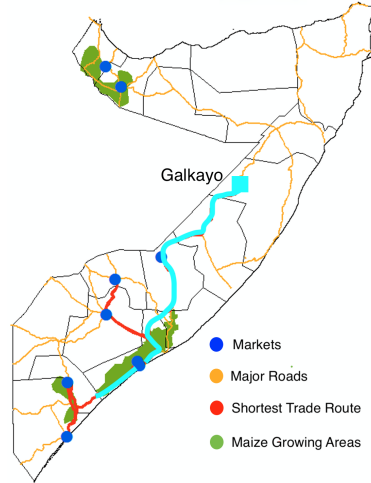 Galkayo
Markets
Major Roads
Shortest Trade Route
Maize Growing Areas